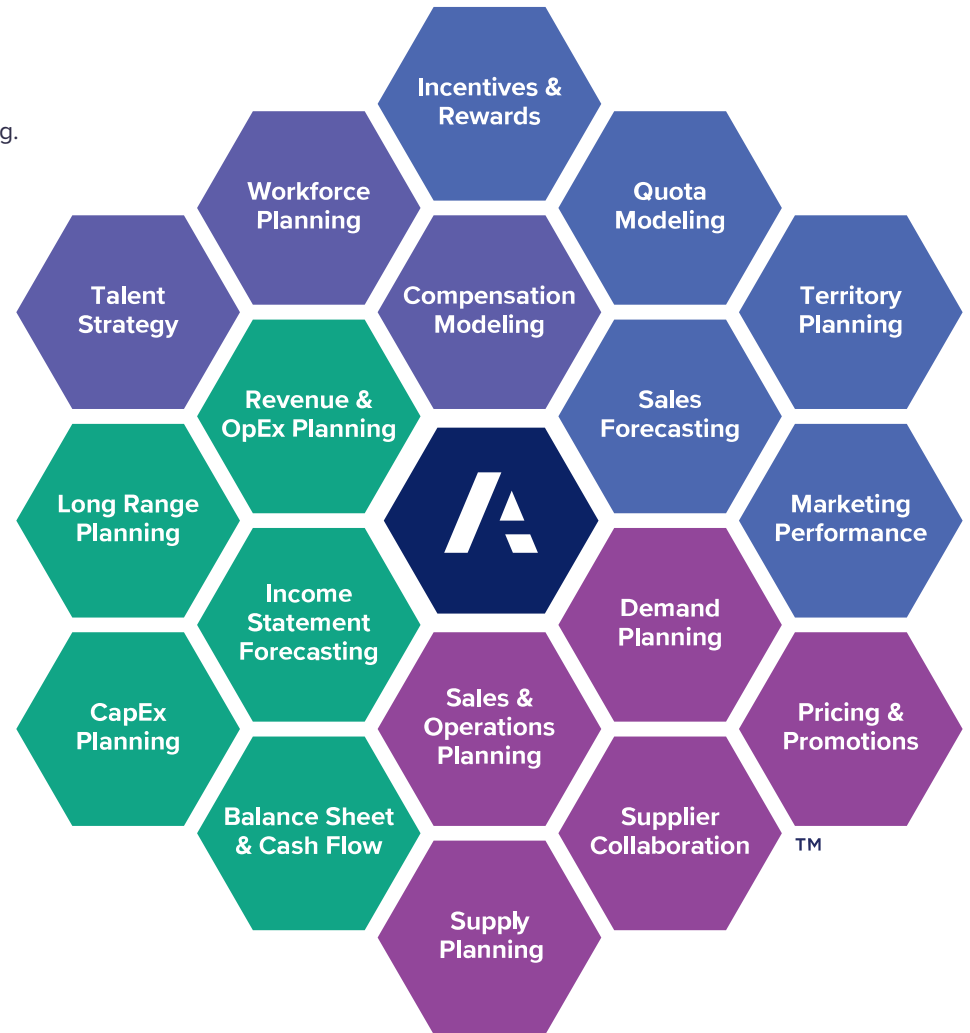 Incentives &
Rewards
g.
Workforce
Planning
Quota
Modeling
Talent
Strategy
Compensation
Modeling
Territory
Planning
Revenue &
OpEx Planning
Sales
Forecasting
Long Range
Planning
Marketing
Performance
Income
Statement
Forecasting
Demand
Planning
CapEx
Planning
Sales &
Operations
Planning
Pricing &
Promotions
Balance Sheet
& Cash Flow
Supplier
Collaboration
TM
Supply
Planning